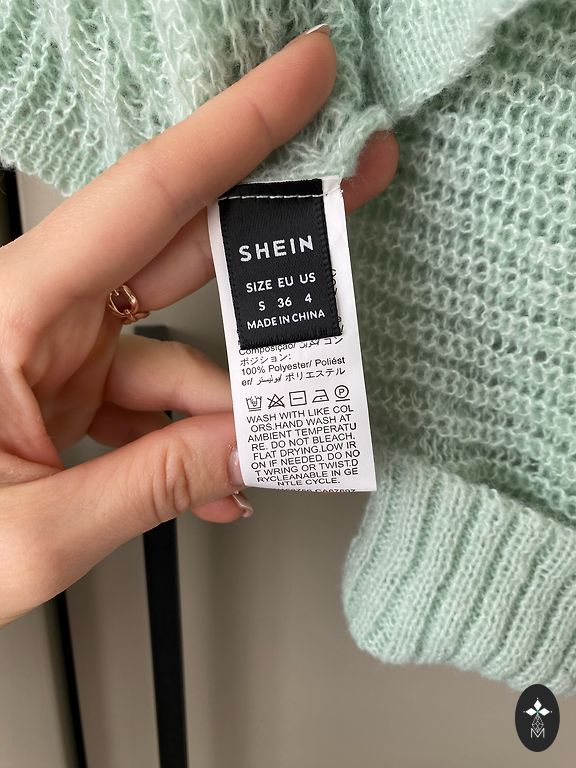 SHEIN
SIZE EU US
S 36 4
MADE IN CHINA
ポジション:
100% Polyester/ Poliést
er/ بوليستر/ ポリエステル
WASH WITH LIKE COL
ORS.HAND WASH AT
AMBIENT TEMPERATU
RE. DO NOT BLEACH.
FLAT DRYING.LOW IR
ON IF NEEDED. DO NO
T WRING OR TWIST.D
RYCLEANABLE IN GE
NTLE CYCLE.